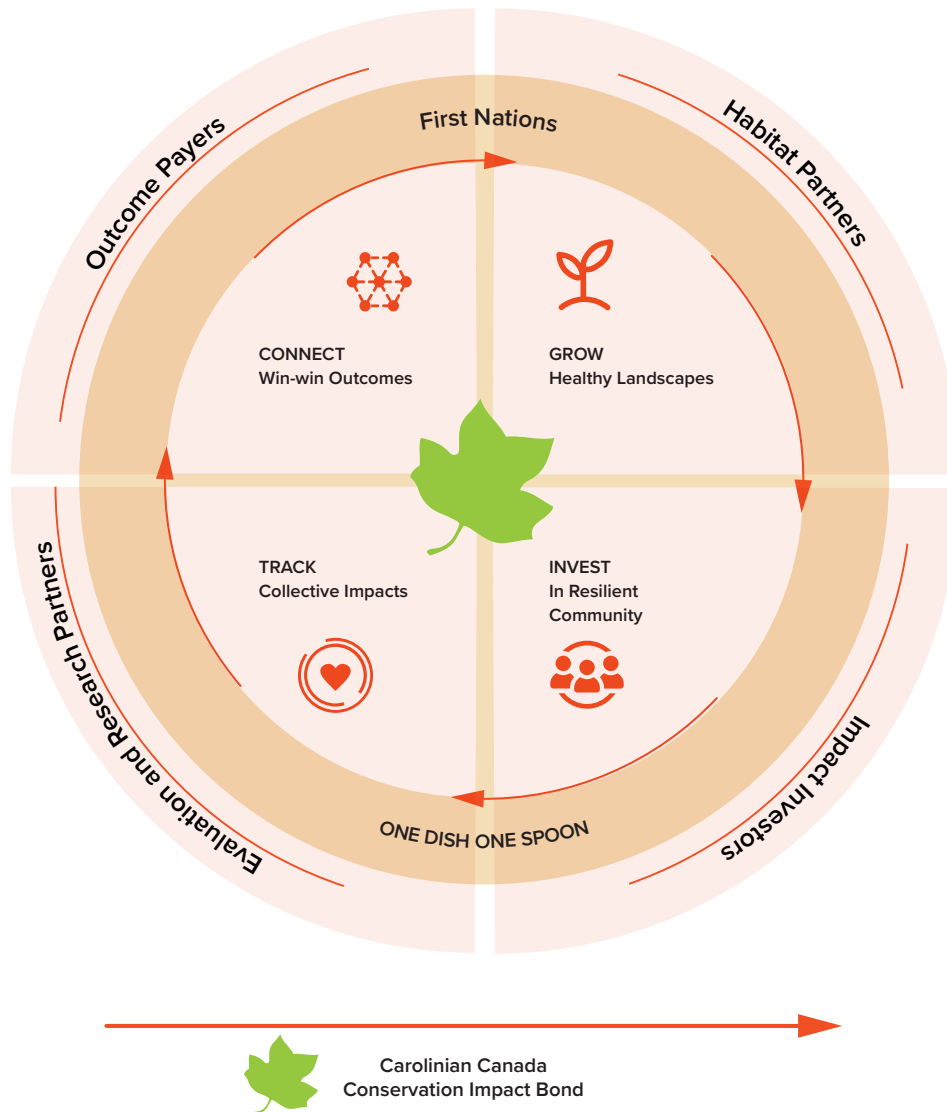 First Nations
Outcome Payers
Habitat Partners
CONNECT
Win-win Outcomes
GROW
Healthy Landscapes
TRACK
Collective Impacts
INVEST
In Resilient
Community
Evaluation and Research Partners
Impact Investors
ONE DISH ONE SPOON
Carolinian Canada
Conservation Impact Bond